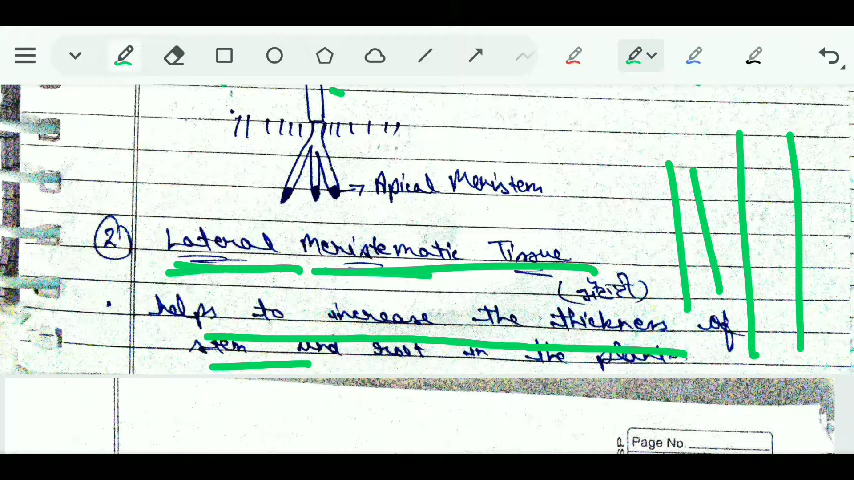 Apical Meristem
2) Lateral Meristematic Tissue
(मोटाई)
helps to increase the thickness of
stem and root in the plant
Page No.